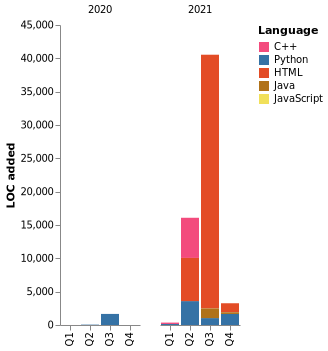 2020
2021
LOC added
45,000
40,000
35,000
30,000
25,000
20,000
15,000
10,000
5,000
0
Q1
Q2
Q3
Q4
Q1
Q2
Q3
Q4
Language
C++
Python
HTML
Java
JavaScript